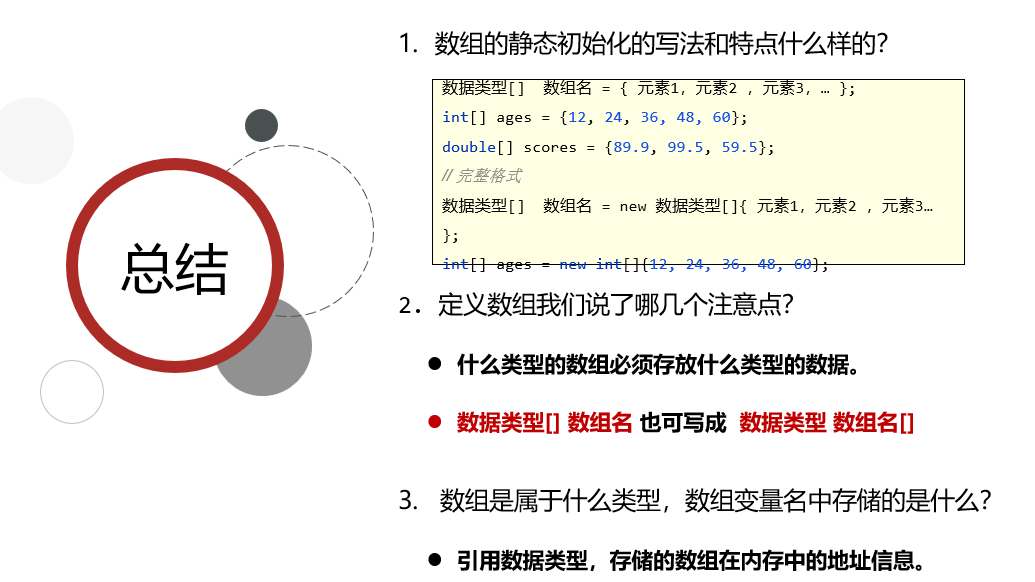 总结
1. 数组的静态初始化的写法和特点什么样的?
数据类型[]  数组名 = { 元素1，元素2 ，元素3，… };
int[] ages = {12, 24, 36, 48, 60};
double[] scores = {89.9, 99.5, 59.5};
// 完整格式
数据类型[]  数组名 = new 数据类型[]{ 元素1，元素2 ，元素3…
};
int[] ages = new int[]{12, 24, 36, 48, 60};
2. 定义数组我们说了哪几个注意点?
● 什么类型的数组必须存放什么类型的数据。
● 数据类型[] 数组名 也可写成  数据类型 数组名[]
3. 数组是属于什么类型，数组变量名中存储的是什么?
● 引用数据类型，存储的数组在内存中的地址信息。